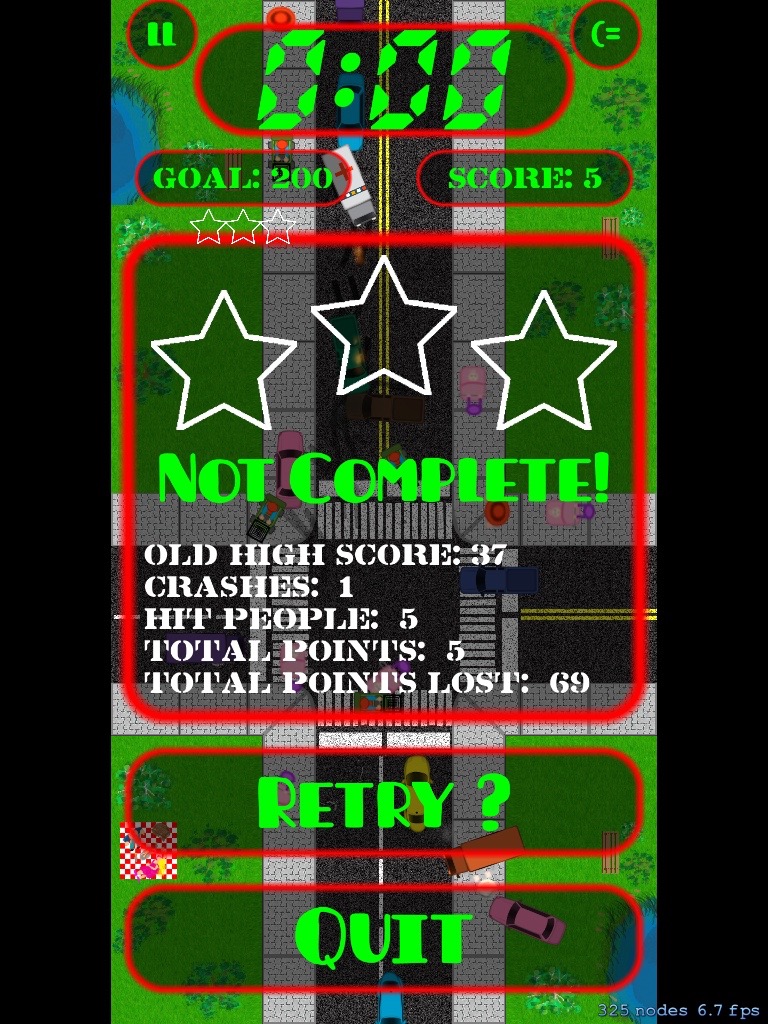 0:00
(=
GOAL: 200
SCORE: 5
NOT COMPLETE!
OLD HIGH SCORE: 37
CRASHES: 1
HIT PEOPLE: 5
TOTAL POINTS: 5
TOTAL POINTS LOST: 69
RETRY ?
QUIT
325 nodes 6.7 fps